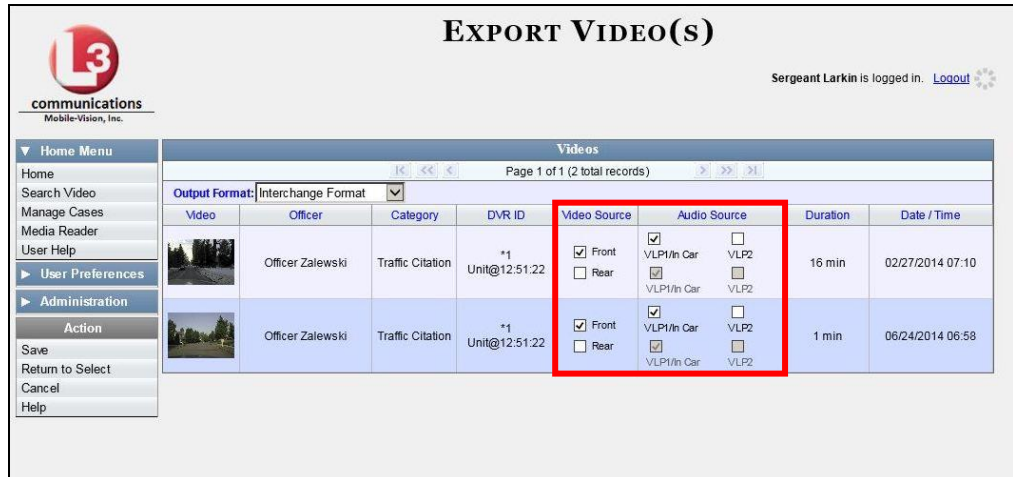 EXPORT VIDEO(S)
L3
communications
Mobile-Vision, Inc.
Sergeant Larkin is logged in. Logout
Home Menu
Home
Search Video
Manage Cases
Media Reader
User Help
User Preferences
Administration
Action
Save
Return to Select
Cancel
Help
Videos
Page 1 of 1 (2 total records)
Output Format: Interchange Format
Video Officer Category DVR ID Video Source Audio Source Duration Date / Time
Officer Zalewski Traffic Citation *1 Unit@12:51:22 Front Rear VLP1/In Car VLP2 VLP1/In Car VLP2 16 min 02/27/2014 07:10
Officer Zalewski Traffic Citation *1 Unit@12:51:22 Front Rear VLP1/In Car VLP2 VLP1/In Car VLP2 1 min 06/24/2014 06:58